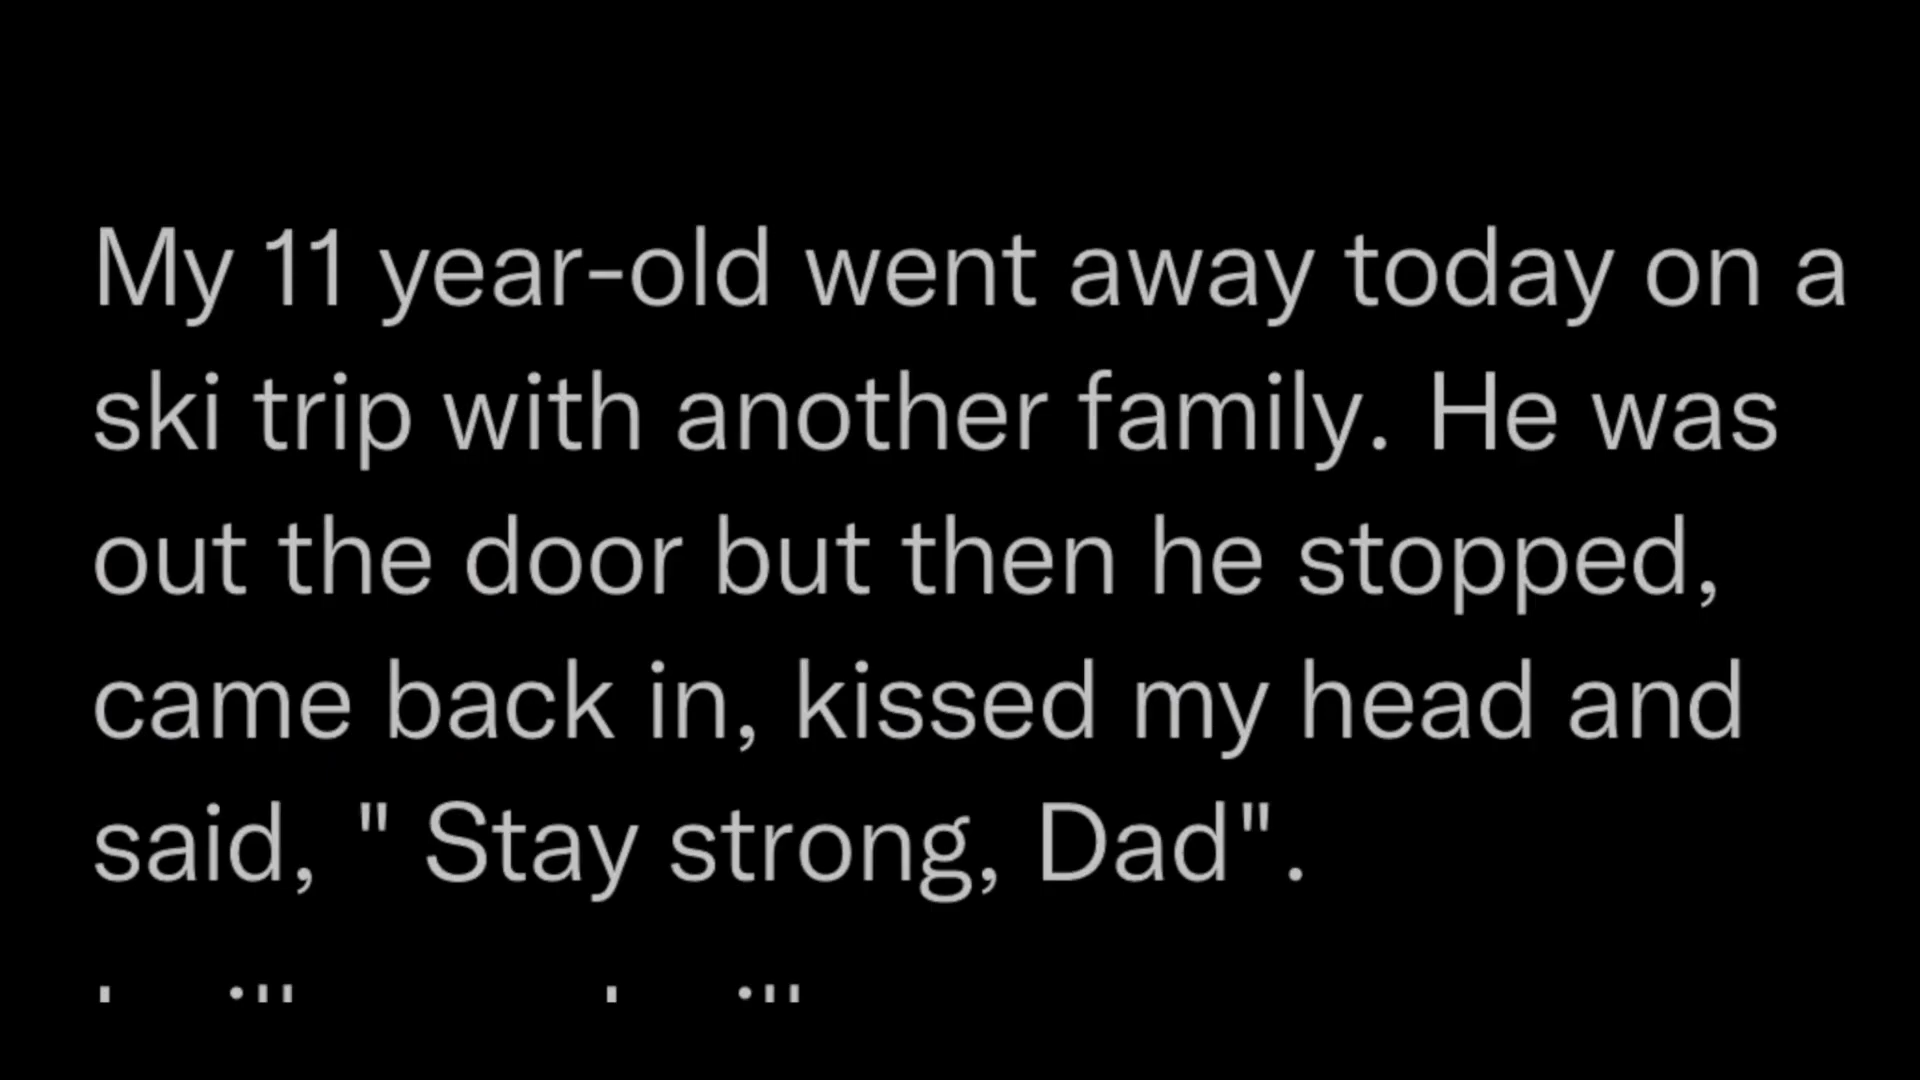 My 11 year-old went away today on a
ski trip with another family. He was
out the door but then he stopped,
came back in, kissed my head and
said, " Stay strong, Dad".